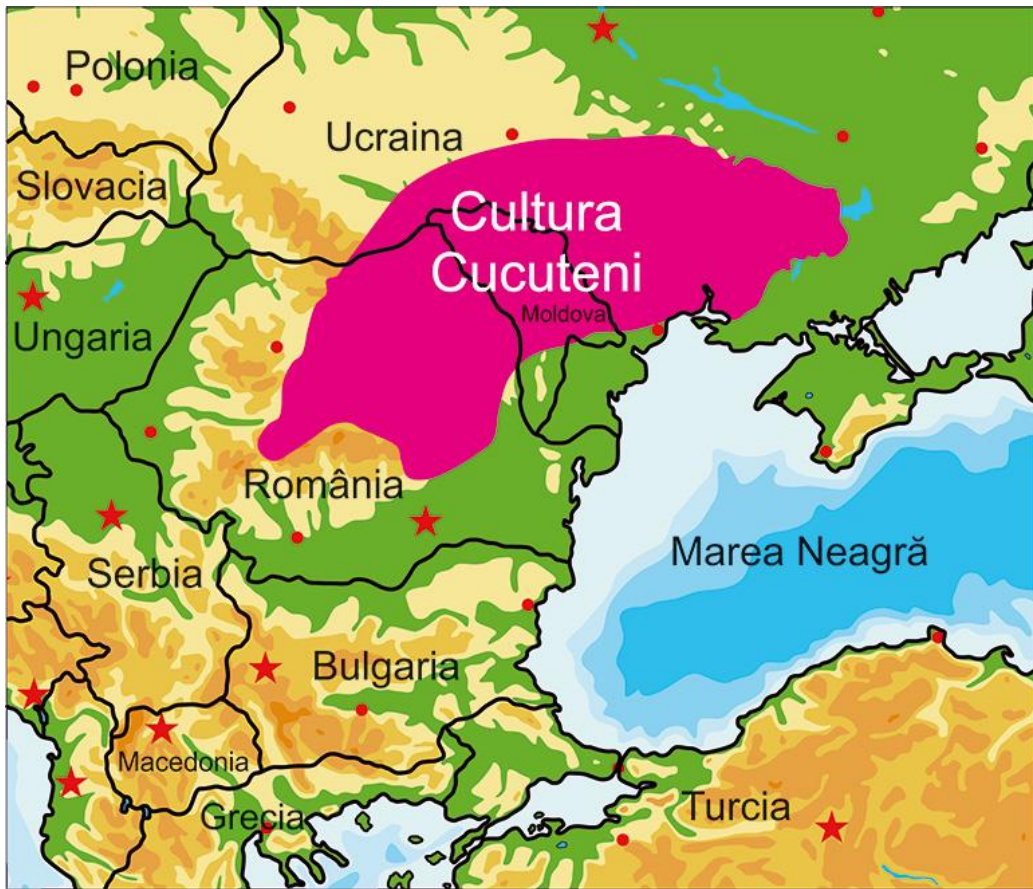 Polonia
Ucraina
Slovacia
Cultura
Cucuteni
Moldova
Ungaria
România
Marea Neagră
Serbia
Bulgaria
Macedonia
Grecia
Turcia